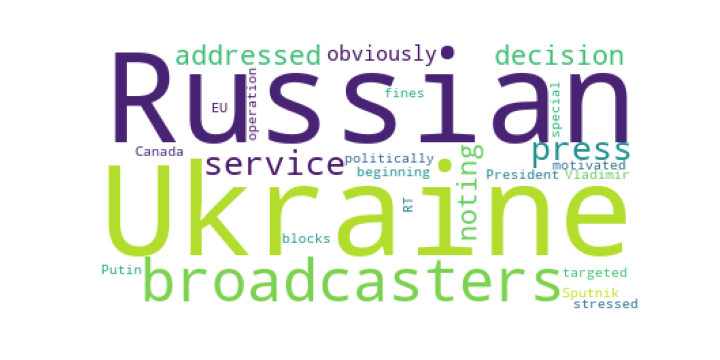 addressed obviously decision
Russian
EU operation fines special
Canada service politically press
beginning noting President motivated Vladimir
Ukraine
RT
blocks
Putin broadcasters targeted
Sputnik
stressed